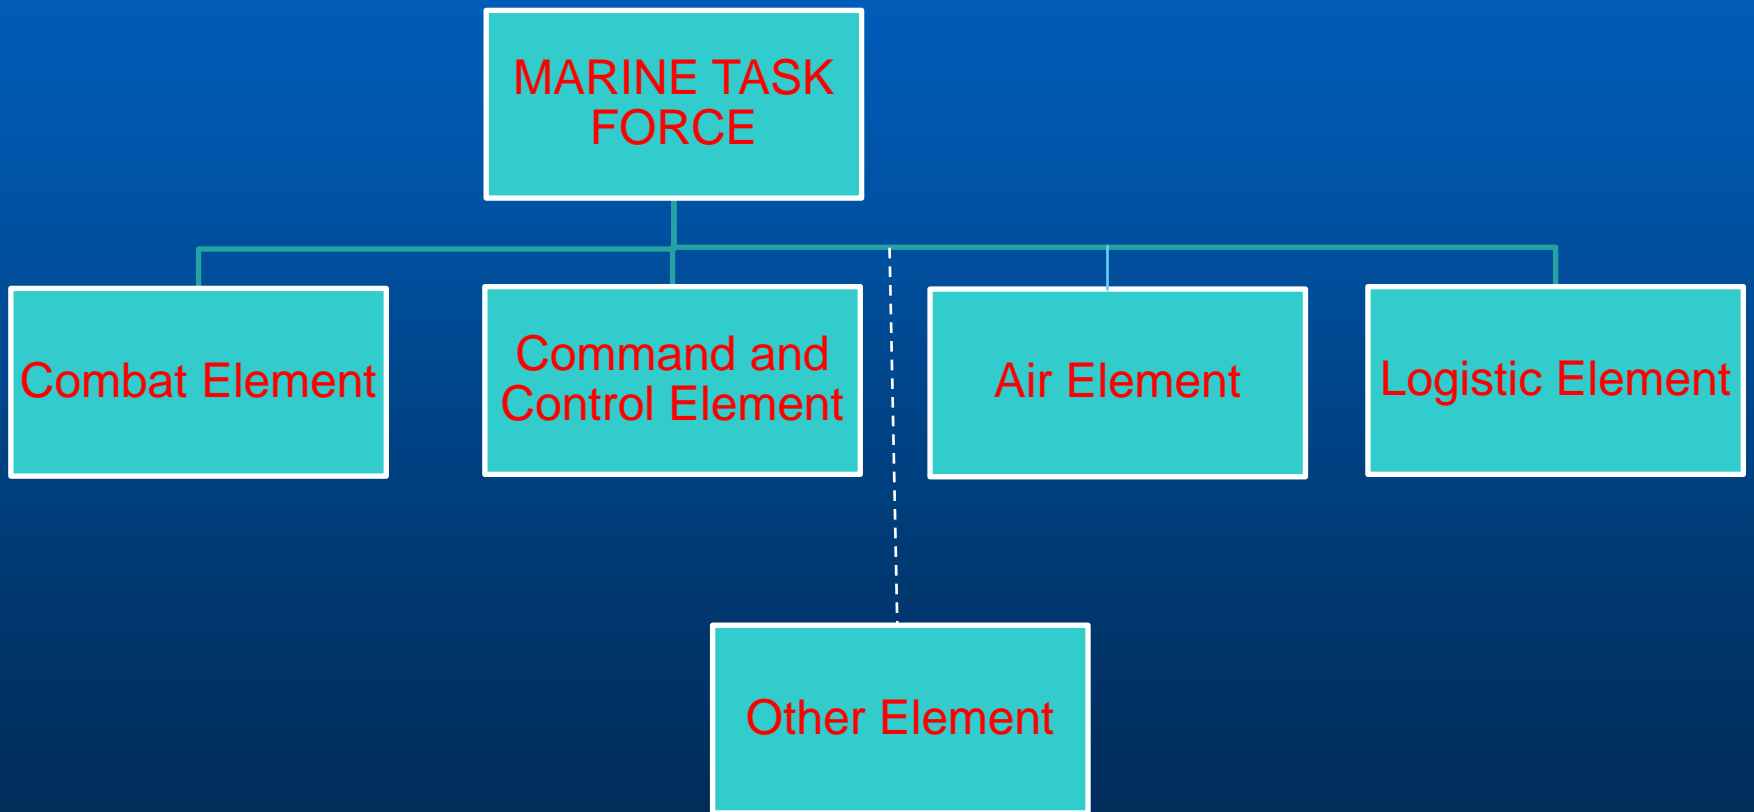 MARINE TASK
FORCE
Combat Element
Command and
Control Element
Air Element
Logistic Element
Other Element